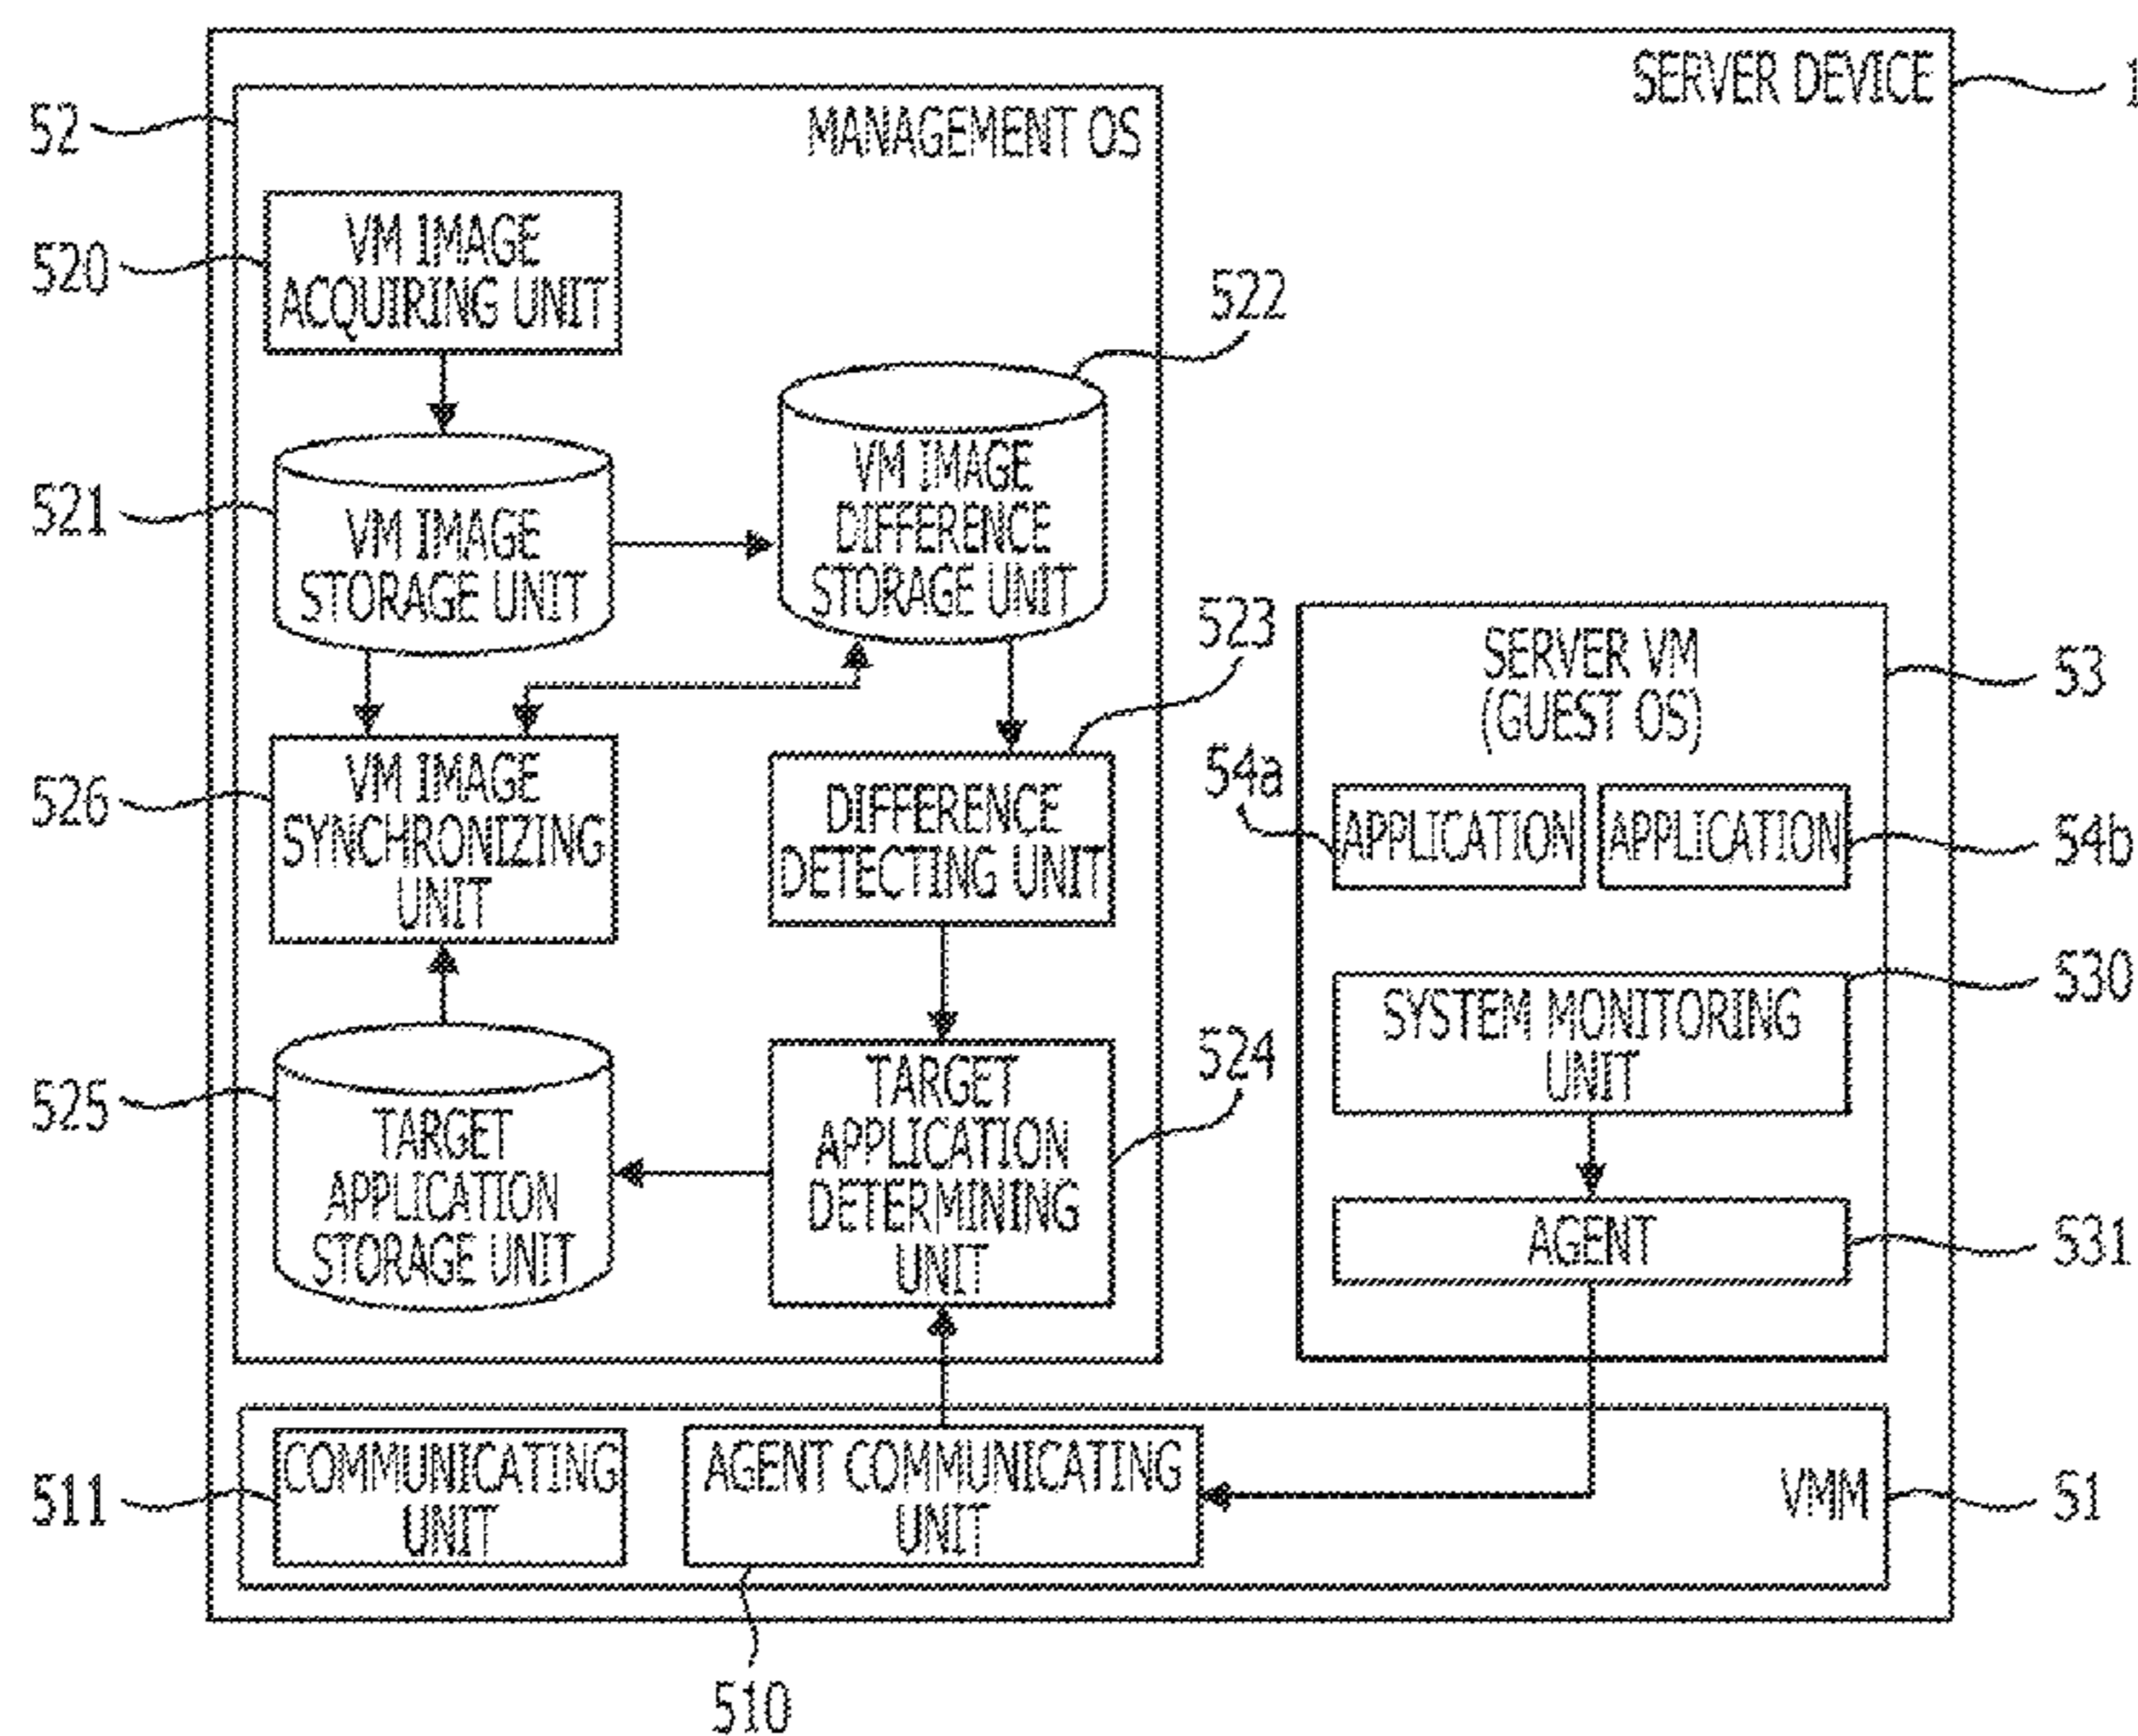 SERVER DEVICE
1
52
MANAGEMENT OS
520
VM IMAGE
ACQUIRING UNIT
522
521
VM IMAGE
STORAGE UNIT
VM IMAGE
DIFFERENCE
STORAGE UNIT
523
SERVER VM
(GUEST OS)
53
526
VM IMAGE
SYNCHRONIZING
UNIT
DIFFERENCE
DETECTING UNIT
54a
APPLICATION
APPLICATION
54b
SYSTEM MONITORING
UNIT
530
525
TARGET
APPLICATION
STORAGE UNIT
TARGET
APPLICATION
DETERMINING
UNIT
524
AGENT
531
511
COMMUNICATING
UNIT
AGENT COMMUNICATING
UNIT
VMM
51
510